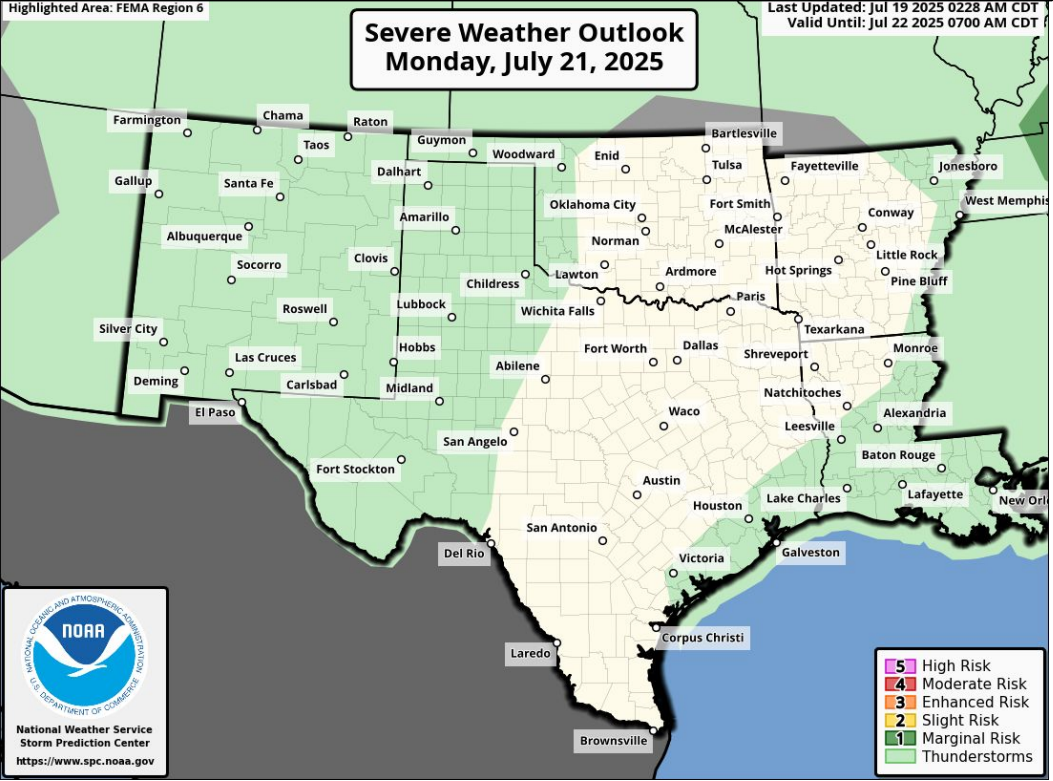 Highlighted Area: FEMA Region 6
Last Updated: Jul 19 2025 0228 AM CDT
Valid Until: Jul 22 2025 0700 AM CDT
Severe Weather Outlook
Monday, July 21, 2025
Farmington
Chama
Raton
Taos
Guymon
Woodward
Enid
Bartlesville
Tulsa
Fayetteville
Jonesboro
Gallup
Santa Fe
Dalhart
West Memphis
Albuquerque
Amarillo
Oklahoma City
Fort Smith
Conway
Norman
McAlester
Little Rock
Socorro
Clovis
Childress
Lawton
Ardmore
Hot Springs
Pine Bluff
Roswell
Lubbock
Wichita Falls
Paris
Texarkana
Silver City
Las Cruces
Hobbs
Abilene
Fort Worth
Dallas
Shreveport
Monroe
Deming
Carlsbad
Midland
Natchitoches
El Paso
San Angelo
Waco
Leesville
Alexandria
Fort Stockton
Baton Rouge
Austin
Houston
Lake Charles
Lafayette
New Orl
San Antonio
Del Rio
Victoria
Galveston
Laredo
Corpus Christi
Brownsville
NATIONAL OCEANIC AND ATMOSPHERIC ADMINISTRATION
NOAA
U.S. DEPARTMENT OF COMMERCE
National Weather Service
Storm Prediction Center
https://www.spc.noaa.gov
5 High Risk
4 Moderate Risk
3 Enhanced Risk
2 Slight Risk
1 Marginal Risk
Thunderstorms